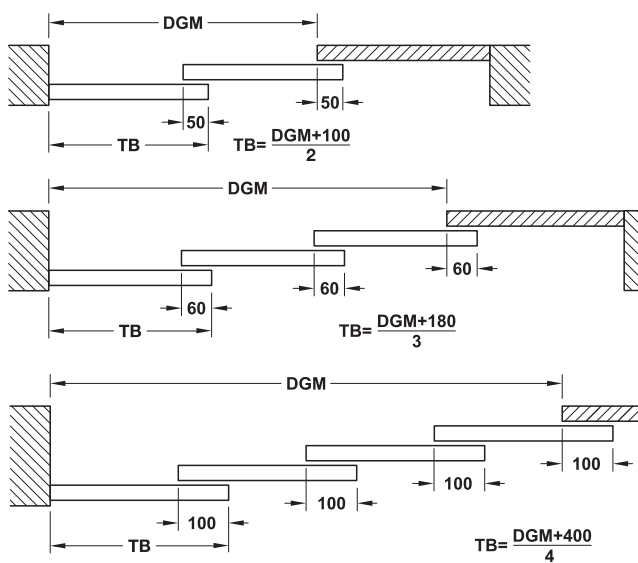 DGM
50
50
TB
TB= DGM+100
2
DGM
60
60
60
TB
TB= DGM+180
3
DGM
100
100
100
100
TB
TB= DGM+400
4